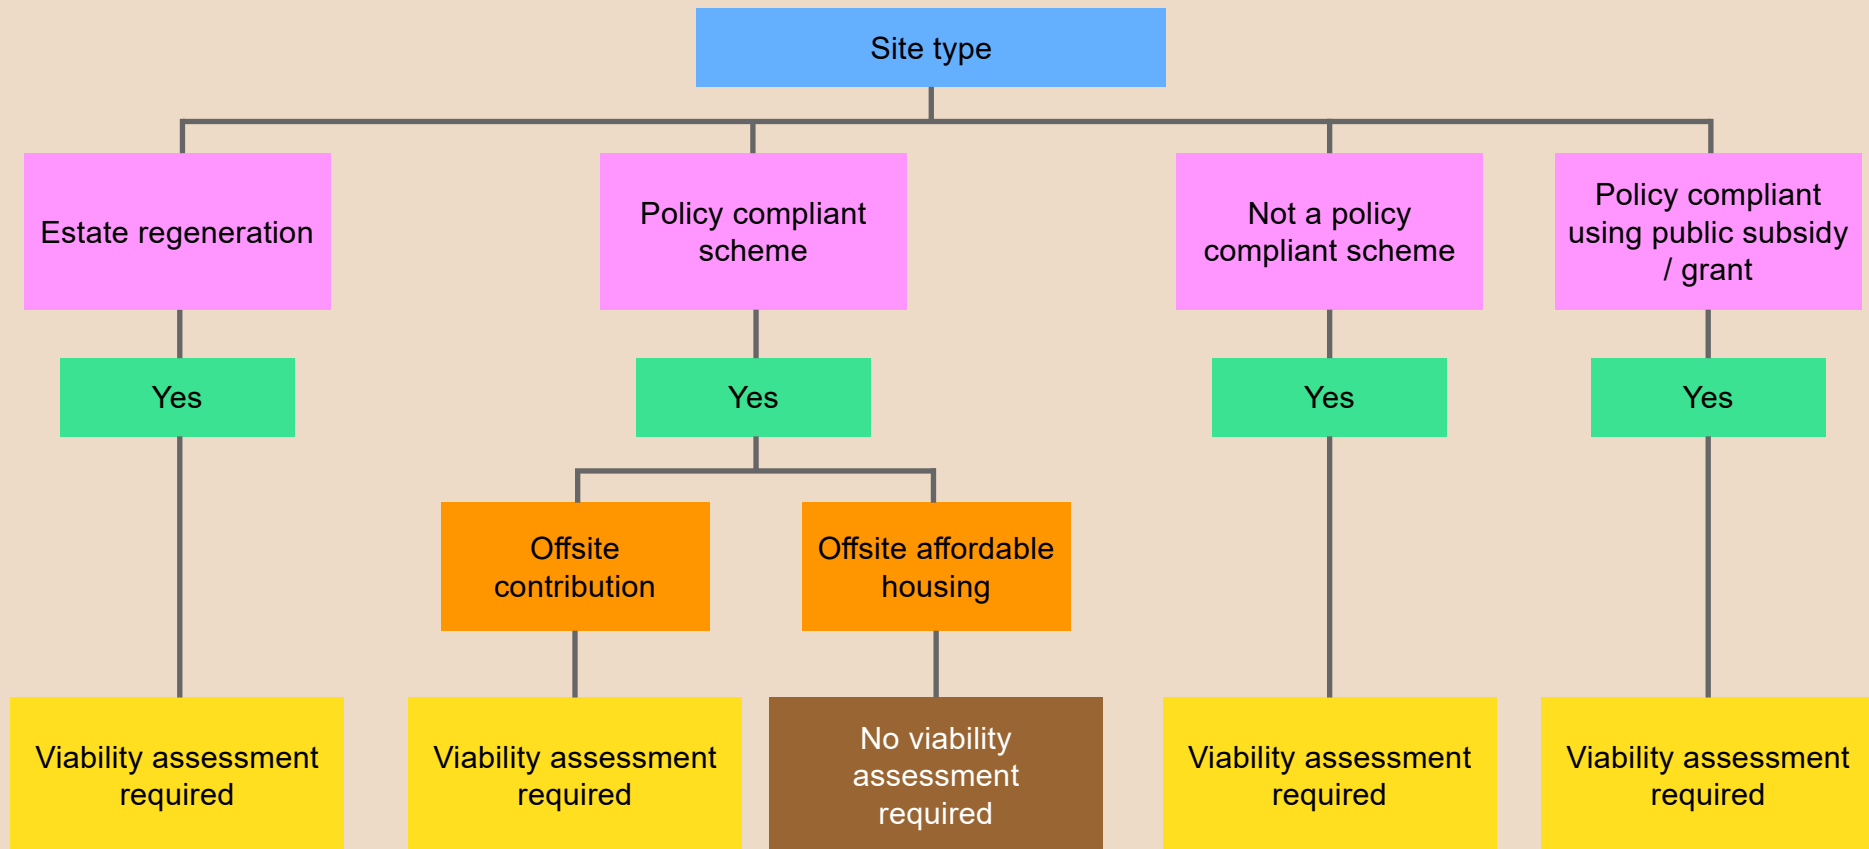 Site type
Estate regeneration
Policy compliant
scheme
Not a policy
compliant scheme
Policy compliant
using public subsidy
/ grant
Yes
Yes
Yes
Yes
Offsite
contribution
Offsite affordable
housing
Viability assessment
required
Viability assessment
required
No viability
assessment
required
Viability assessment
required
Viability assessment
required